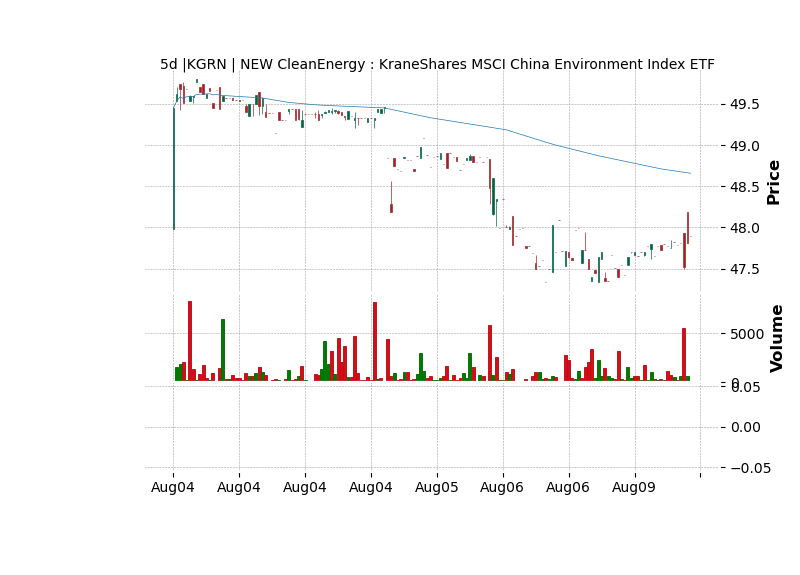 5d |KGRN | NEW CleanEnergy : KraneShares MSCI China Environment Index ETF
49.5
49.0
48.5
48.0
47.5
Price
5000
0
Volume
0.05
0.00
−0.05
Aug04 Aug04 Aug04 Aug04 Aug05 Aug06 Aug06 Aug09